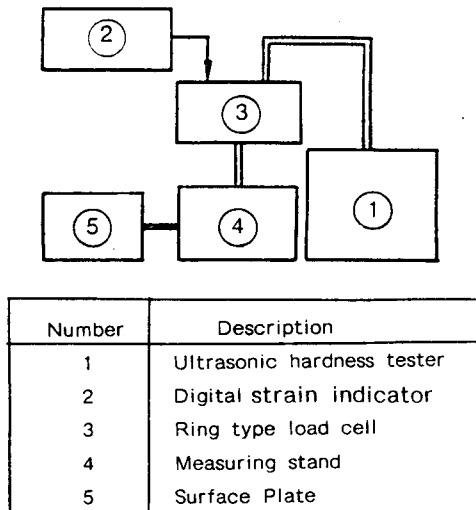 2
3
1
5
4
Number Description
1 Ultrasonic hardness tester
2 Digital strain indicator
3 Ring type load cell
4 Measuring stand
5 Surface Plate